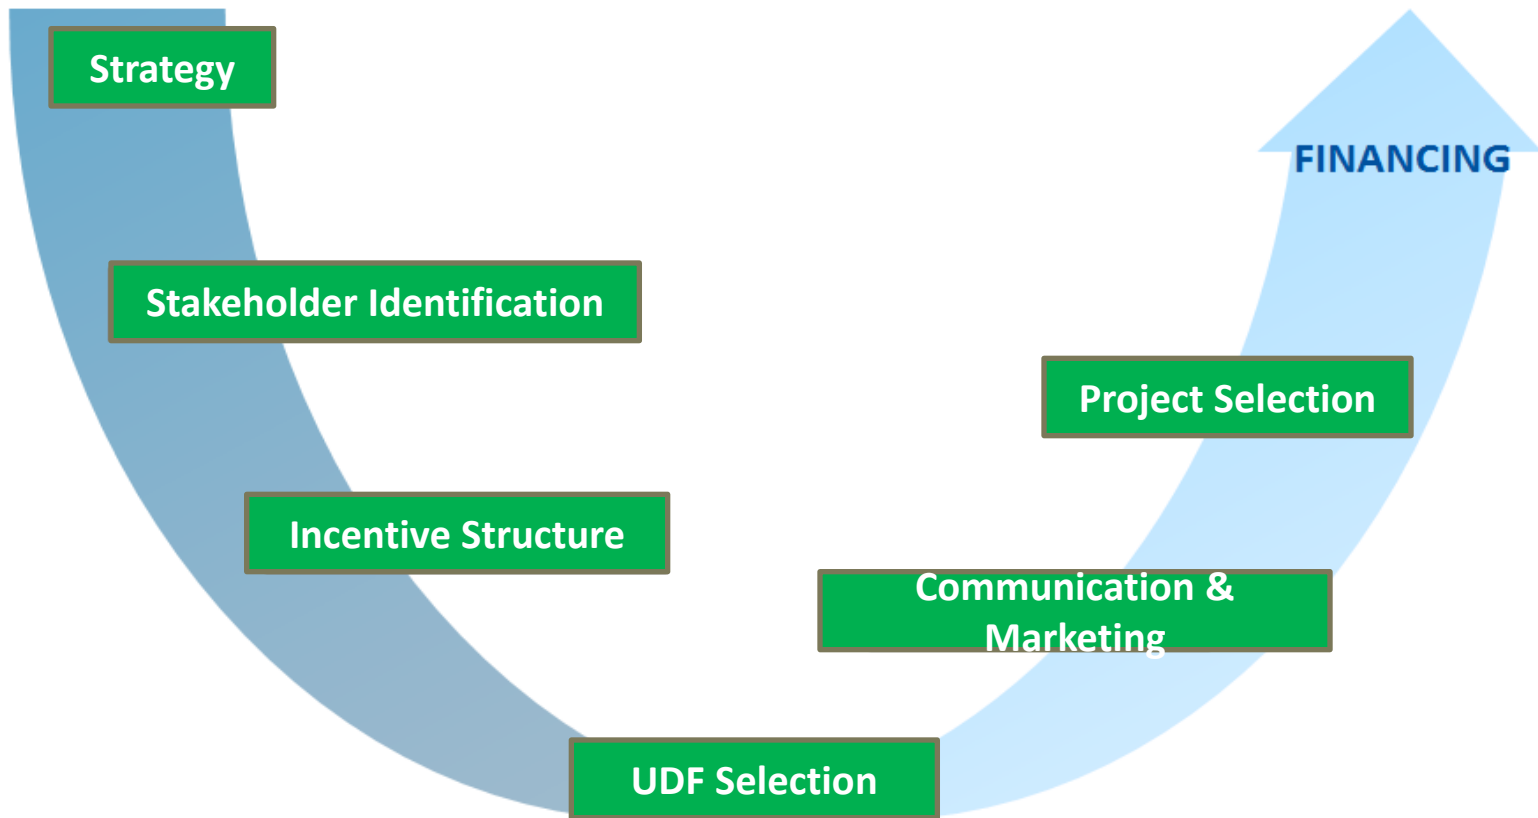 Strategy
Stakeholder Identification
Incentive Structure
UDF Selection
Communication &
Marketing
Project Selection
FINANCING